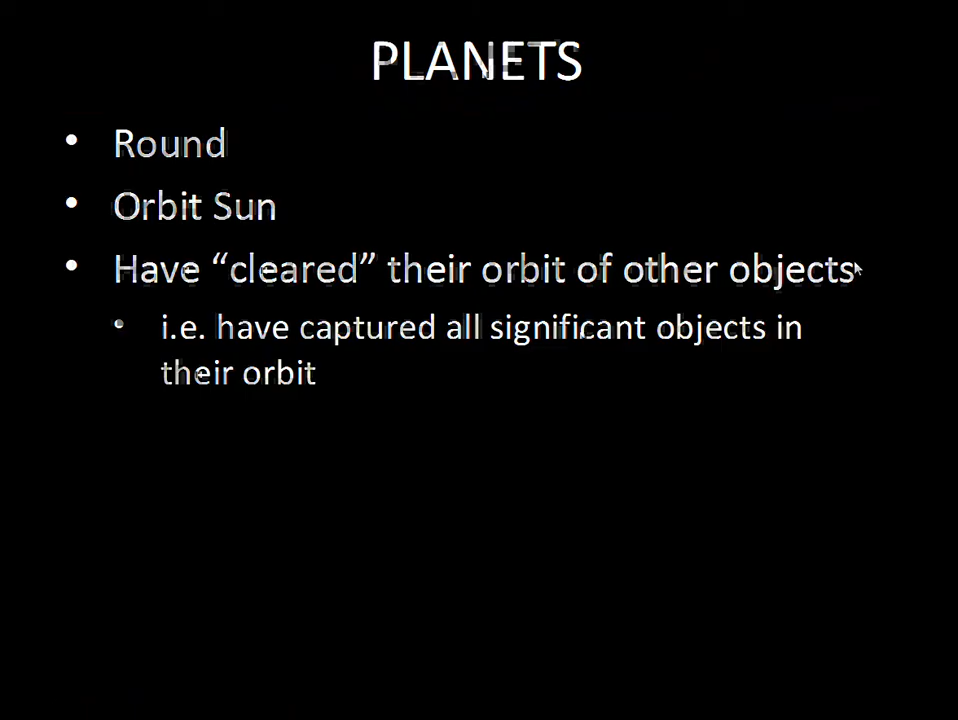 PLANETS
• Round
• Orbit Sun
• Have “cleared” their orbit of other objects
• i.e. have captured all significant objects in
their orbit